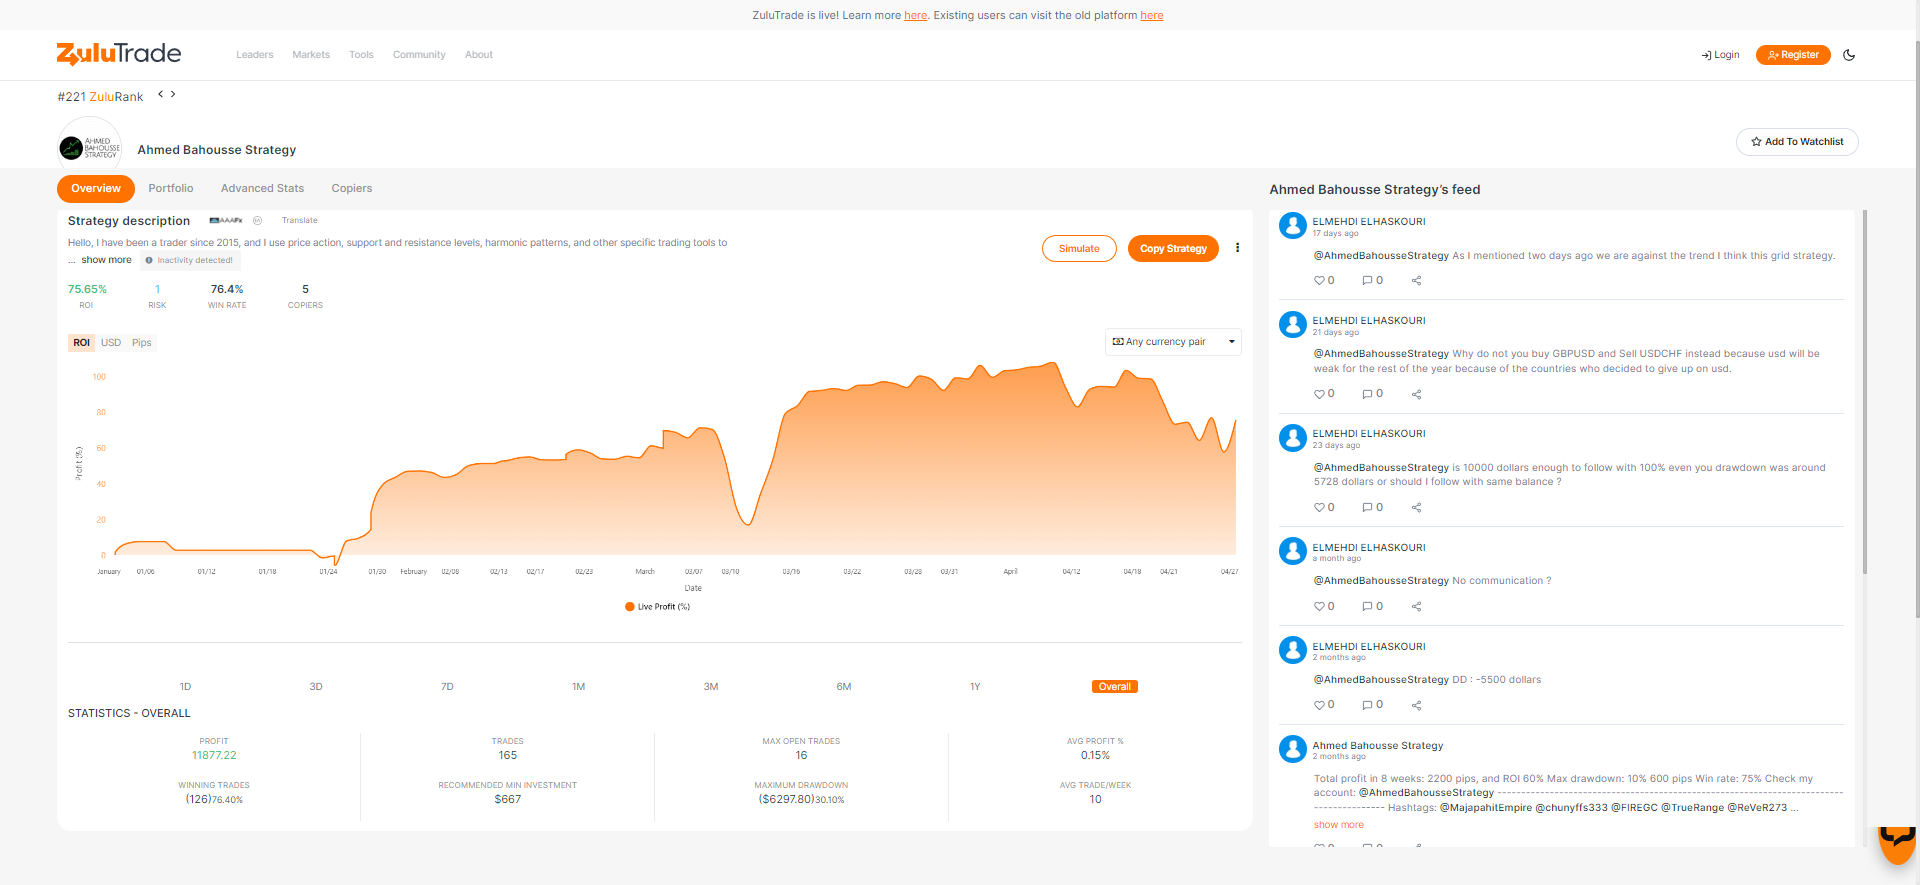 ZuluTrade is live! Learn more here. Existing users can visit the old platform here
ZuluTrade
Leaders Markets Tools Community About
Login Register
#221 ZuluRank < >
AHMED
BAHOUSSE
STRATEGY
Ahmed Bahousse Strategy
Add To Watchlist
Overview Portfolio Advanced Stats Copiers
Strategy description AAAFx Translate
Hello, I have been a trader since 2015, and I use price action, support and resistance levels, harmonic patterns, and other specific trading tools to
... show more Inactivity detected!
Simulate Copy Strategy
75.65% 1 76.4% 5
ROI RISK WIN RATE COPIERS
ROI USD Pips
Any currency pair
100
80
60
40
20
0
Profit (%)
January 01/06 01/12 01/18 01/24 01/30 February 02/08 02/13 02/17 02/23 March 03/07 03/10 03/16 03/22 03/28 03/31 April 04/12 04/18 04/21 04/27
Date
Live Profit (%)
1D 3D 7D 1M 3M 6M 1Y Overall
STATISTICS - OVERALL
PROFIT TRADES MAX OPEN TRADES AVG PROFIT %
11877.22 165 16 0.15%
WINNING TRADES RECOMMENDED MIN INVESTMENT MAXIMUM DRAWDOWN AVG TRADE/WEEK
(126)76.40% $667 ($6297.80)30.10% 10
Ahmed Bahousse Strategy's feed
ELMEHDI ELHASKOURI
17 days ago
@AhmedBahousseStrategy As I mentioned two days ago we are against the trend I think this grid strategy.
0 0
ELMEHDI ELHASKOURI
21 days ago
@AhmedBahousseStrategy Why do not you buy GBPUSD and Sell USDCHF instead because usd will be
weak for the rest of the year because of the countries who decided to give up on usd.
0 0
ELMEHDI ELHASKOURI
23 days ago
@AhmedBahousseStrategy is 10000 dollars enough to follow with 100% even you drawdown was around
5728 dollars or should I follow with same balance ?
0 0
ELMEHDI ELHASKOURI
a month ago
@AhmedBahousseStrategy No communication ?
0 0
ELMEHDI ELHASKOURI
2 months ago
@AhmedBahousseStrategy DD : -5500 dollars
0 0
Ahmed Bahousse Strategy
2 months ago
Total profit in 8 weeks: 2200 pips, and ROI 60% Max drawdown: 10% 600 pips Win rate: 75% Check my
account: @AhmedBahousseStrategy ----------------------------------------------------------------------
--------------- Hashtags: @MajapahitEmpire @chunyffs333 @FIREGC @TrueRange @ReVeR273 ...
show more